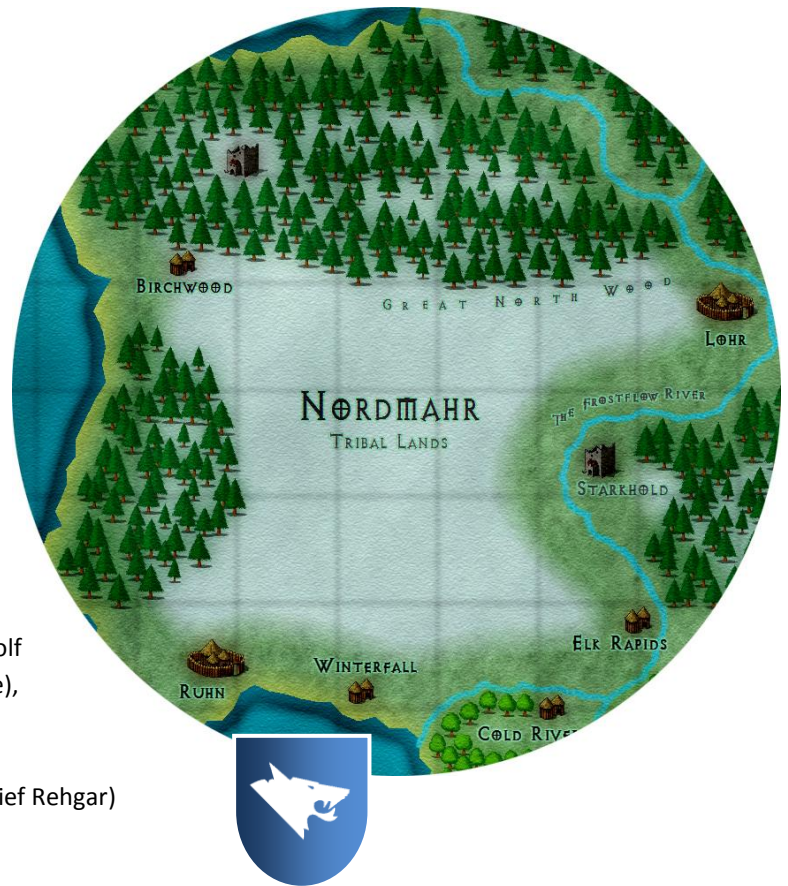 BIRCHWOOD
GREAT NORTH WOOD
LOHR
NORDMAHR
TRIBAL LANDS
THE FROSTFLOW RIVER
STARKHOLD
olf
ELK RAPIDS
WINTERFALL
e),
RUHN
COLD RIVER
ief Rehgar)